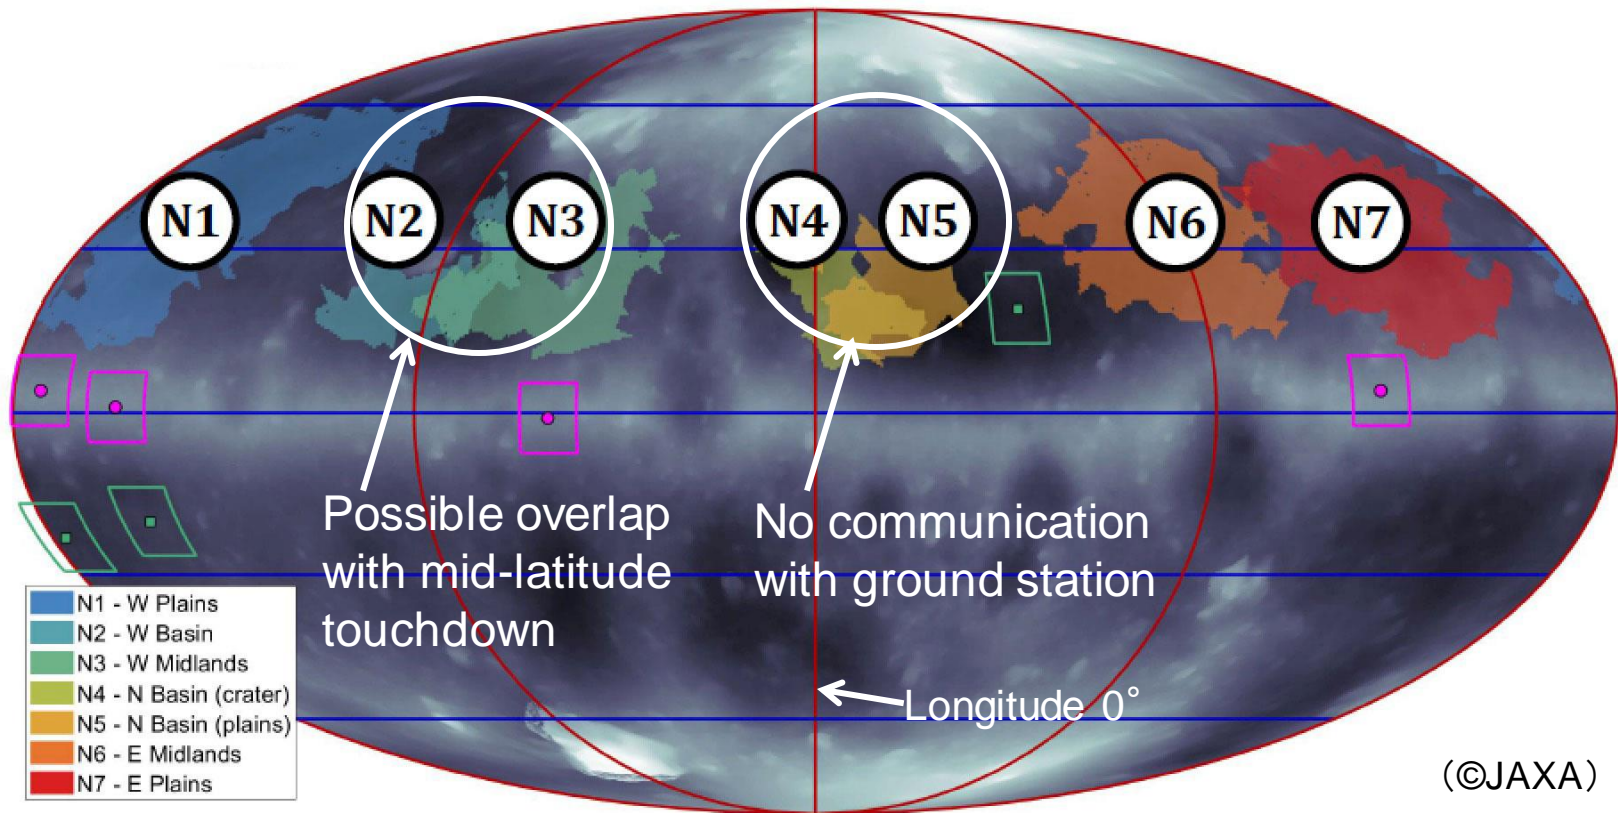 N1
N2
N3
N4
N5
N6
N7
Possible overlap
with mid-latitude
touchdown
No communication
with ground station
Longitude 0°
N1 - W Plains
N2 - W Basin
N3 - W Midlands
N4 - N Basin (crater)
N5 - N Basin (plains)
N6 - E Midlands
N7 - E Plains
(©JAXA)